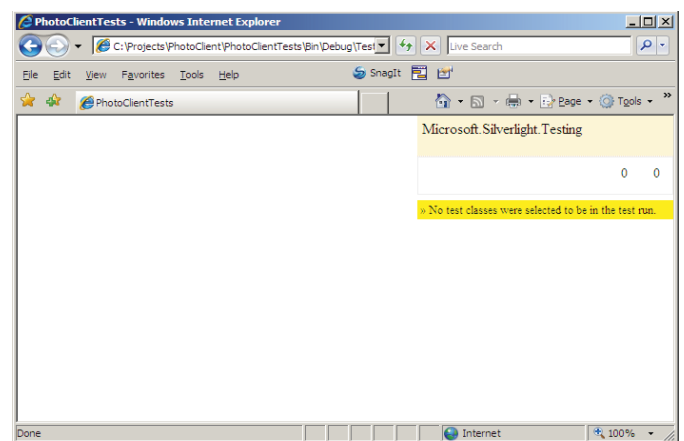 PhotoClientTests - Windows Internet Explorer
C:\Projects\PhotoClient\PhotoClientTests\Bin\Debug\Test
Live Search
File Edit View Favorites Tools Help
SnagIt
PhotoClientTests
Page Tools »
Microsoft.Silverlight.Testing
0 0
» No test classes were selected to be in the test run.
Done
Internet
100%